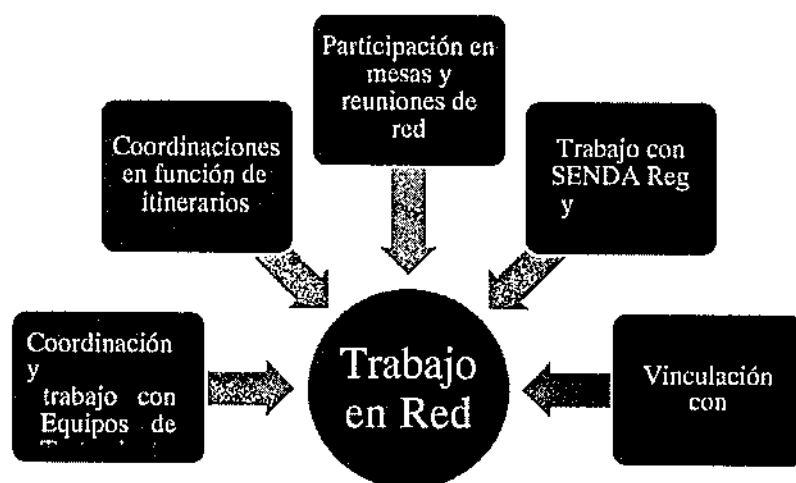 Participación en
mesas y
reuniones de
red
Coordinaciones
en función de
itinerarios
Trabajo con
SENDA Reg
y
Coordinación
y
trabajo con
Equipos de
Trabajo
en Red
Vinculación
con